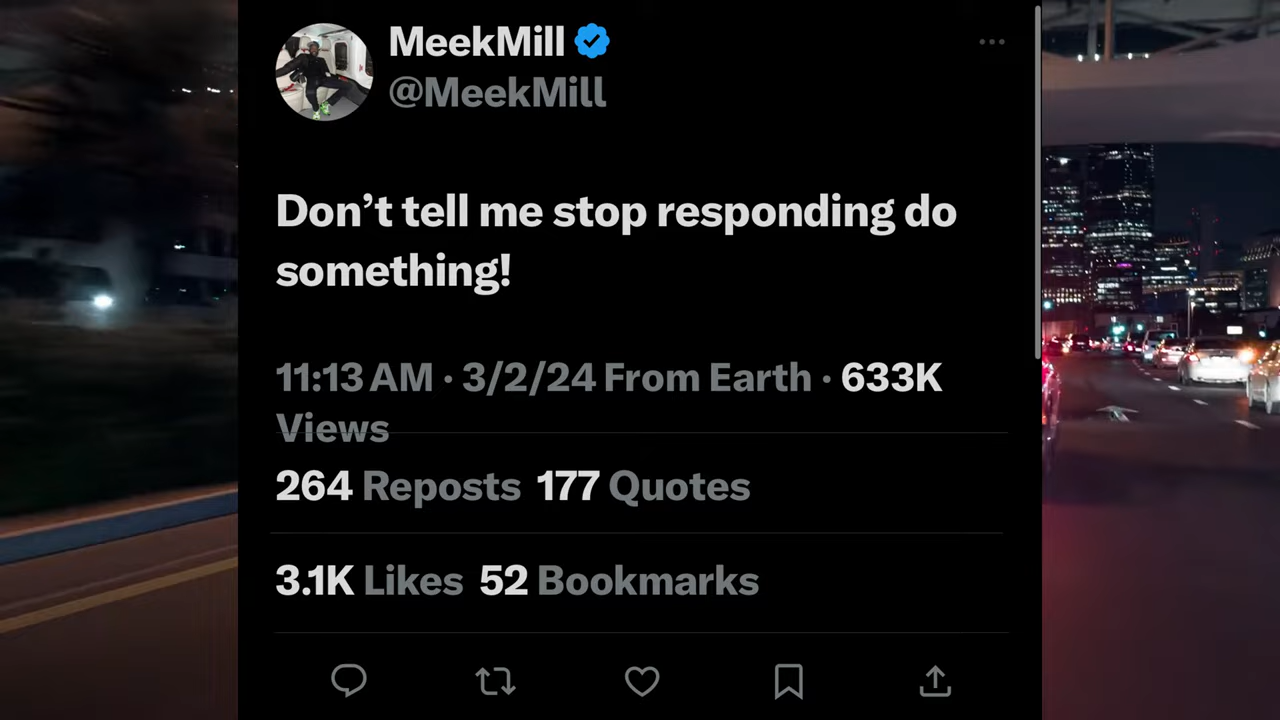 MeekMill
@MeekMill
Don’t tell me stop responding do
something!
11:13 AM · 3/2/24 From Earth · 633K
Views
264 Reposts 177 Quotes
3.1K Likes 52 Bookmarks